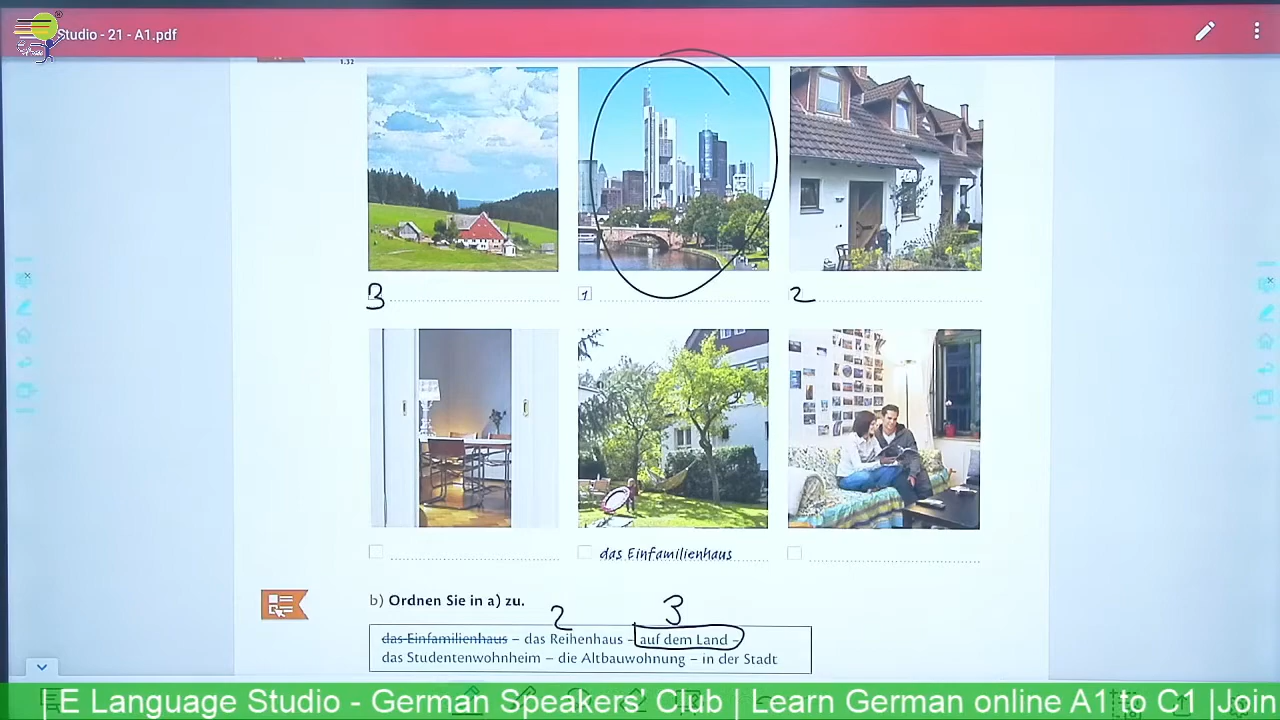 Studio - 21 - A1.pdf
1.32
3
1
2
das Einfamilienhaus
b) Ordnen Sie in a) zu.
2
3
das Einfamilienhaus – das Reihenhaus – auf dem Land –
das Studentenwohnheim – die Altbauwohnung – in der Stadt
| E Language Studio - German Speakers' Club | Learn German online A1 to C1 |Join